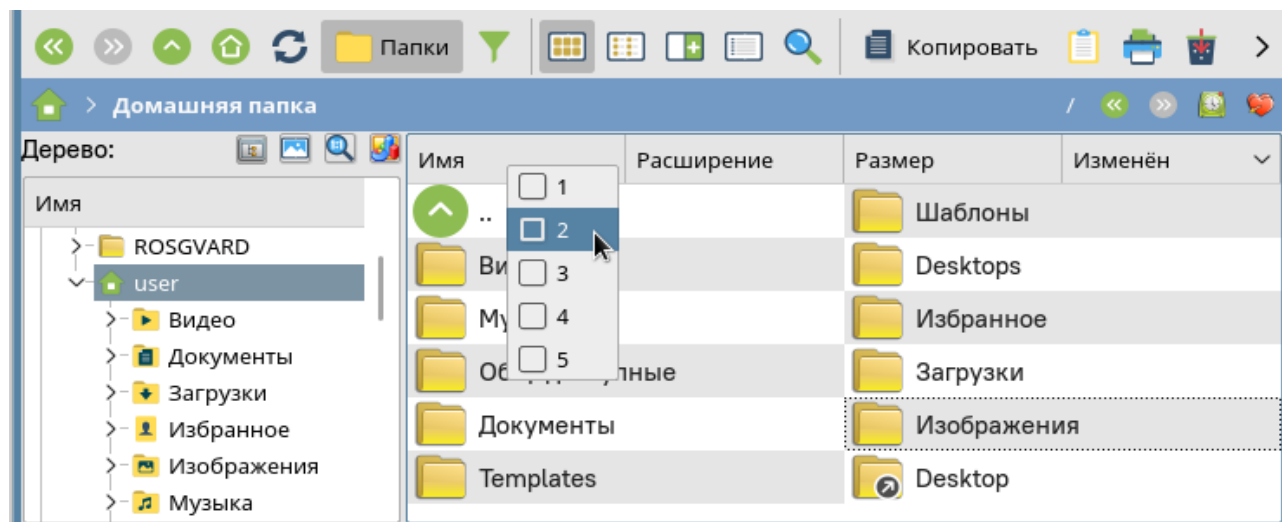 Папки
Копировать
Домашняя папка
/
Дерево:
Имя
ROSGVARD
user
Видео
Документы
Загрузки
Избранное
Изображения
Музыка
Имя Расширение Размер Изменён
1
2
3
4
5
..
Документы
Templates
Шаблоны
Desktops
Избранное
Загрузки
Изображения
Desktop